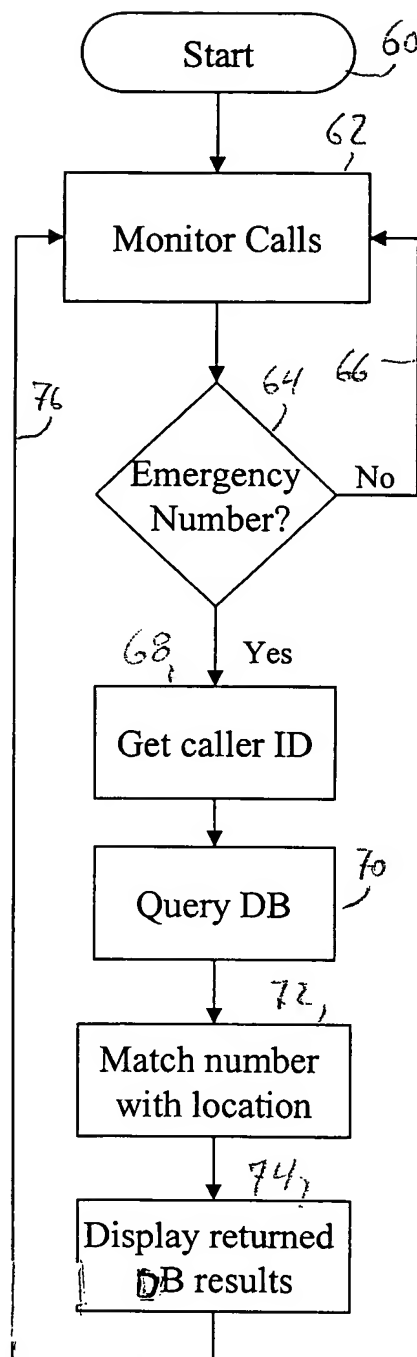 Start
60
62
Monitor Calls
64
66
76
Emergency
Number?
No
68
Yes
Get caller ID
Query DB
70
72
Match number
with location
74
Display returned
DB results